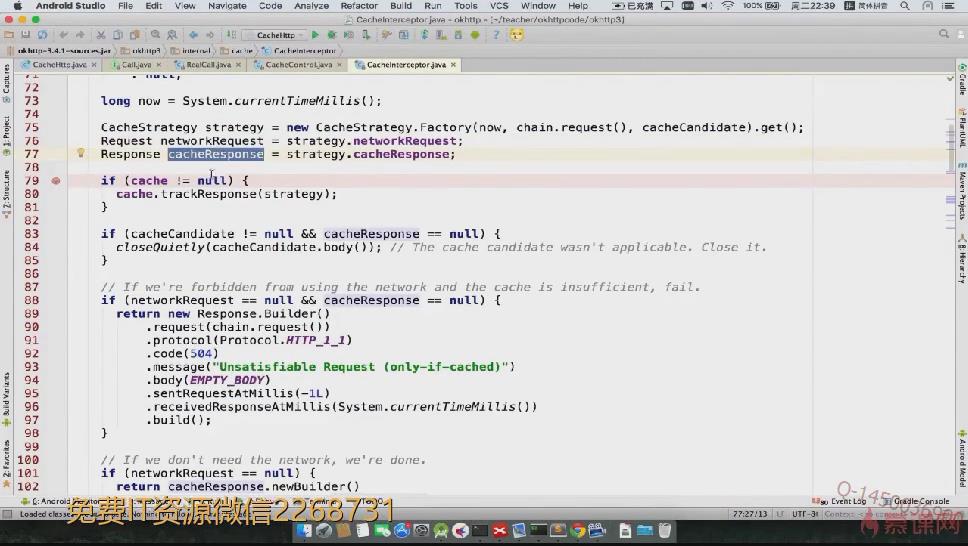 Android Studio File Edit View Navigate Code Analyze Refactor Build Run Tools VCS Window Help 已充满 100% 周二22:39 简体拼音
CacheInterceptor.java - okhttp - [~/teacher/okhttpcode/okhttp3]
CacheHttp
okhttp-3.4.1-sources.jar okhttp3 internal cache CacheInterceptor
CacheHttp.java Call.java RealCall.java CacheControl.java CacheInterceptor.java
71 : null;
72
73 long now = System.currentTimeMillis();
74
75 CacheStrategy strategy = new CacheStrategy.Factory(now, chain.request(), cacheCandidate).get();
76 Request networkRequest = strategy.networkRequest;
77 Response cacheResponse = strategy.cacheResponse;
78
79 if (cache != null) {
80 cache.trackResponse(strategy);
81 }
82
83 if (cacheCandidate != null && cacheResponse == null) {
84 closeQuietly(cacheCandidate.body()); // The cache candidate wasn't applicable. Close it.
85 }
86
87 // If we're forbidden from using the network and the cache is insufficient, fail.
88 if (networkRequest == null && cacheResponse == null) {
89 return new Response.Builder()
90 .request(chain.request())
91 .protocol(Protocol.HTTP_1_1)
92 .code(504)
93 .message("Unsatisfiable Request (only-if-cached)")
94 .body(EMPTY_BODY)
95 .sentRequestAtMillis(-1L)
96 .receivedResponseAtMillis(System.currentTimeMillis())
97 .build();
98 }
99
100 // If we don't need the network, we're done.
101 if (networkRequest == null) {
102 return cacheResponse.newBuilder()
Captures
1: Project
7: Structure
Build Variants
2: Favorites
Gradle
PlantUML
Maven Projects
8: Hierarchy
Android Model
Event Log Gradle Console
Loaded classes
77:27/13 UTF-8
免费IT资源微信2268731
慕课网